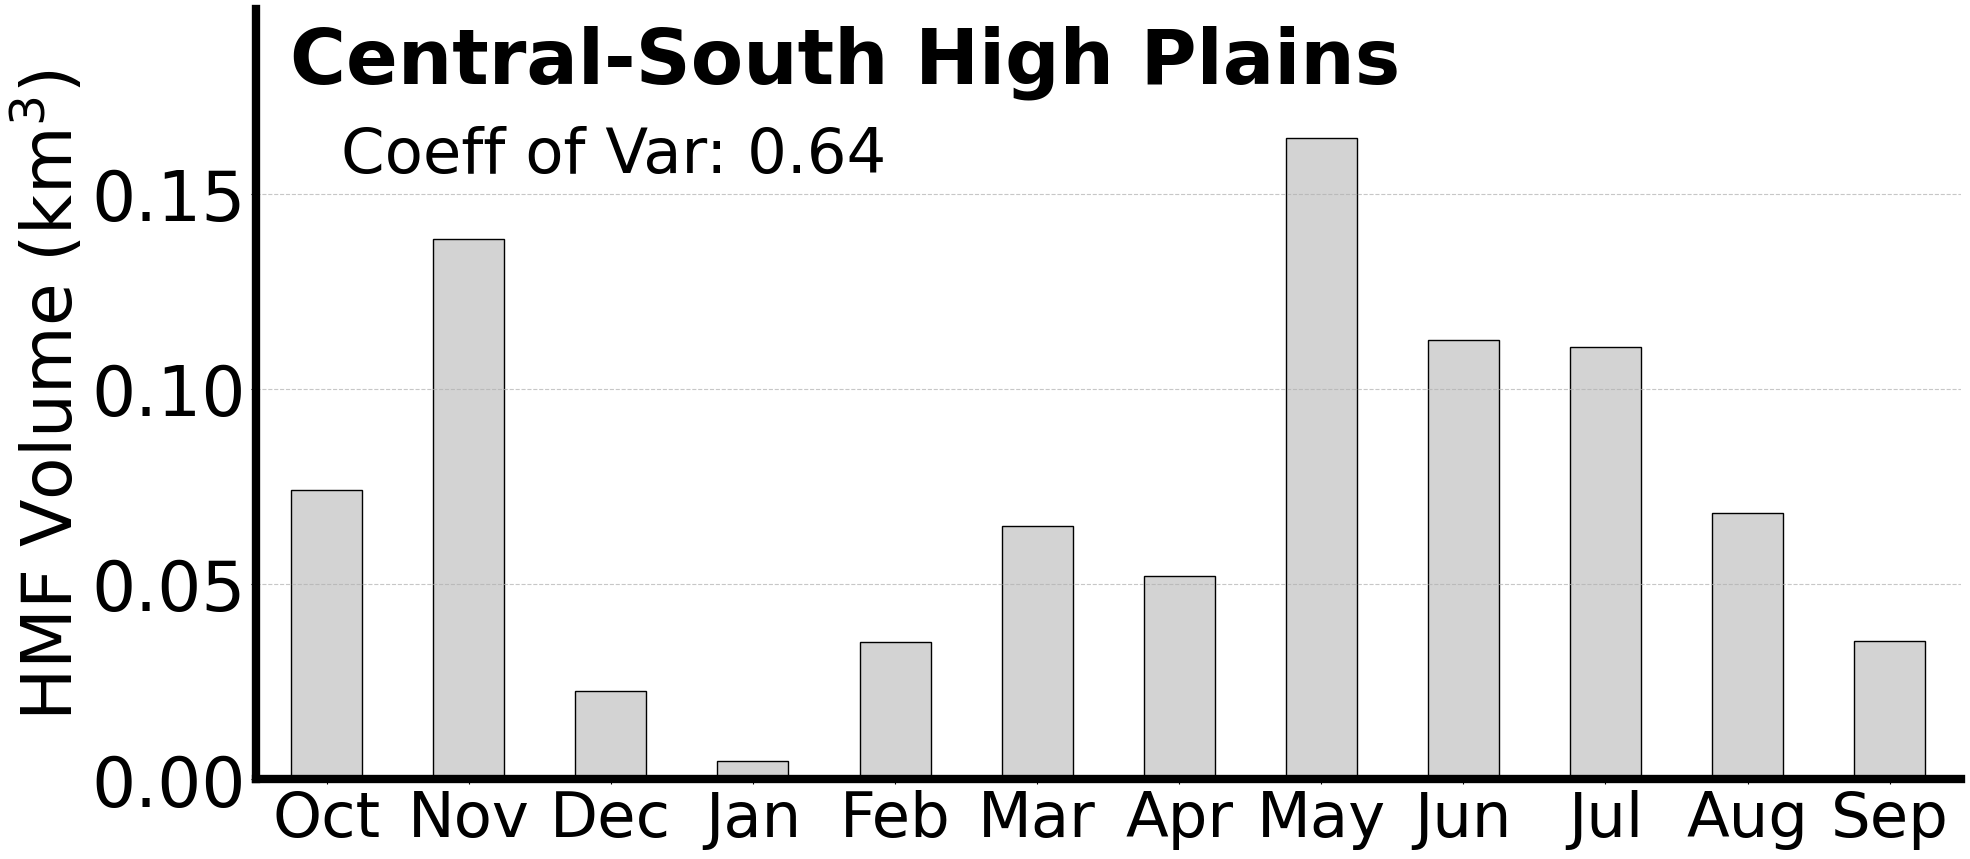 Central-South High Plains
Coeff of Var: 0.64
HMF Volume (km³)
0.15
0.10
0.05
0.00
Oct Nov Dec Jan Feb Mar Apr May Jun Jul Aug Sep